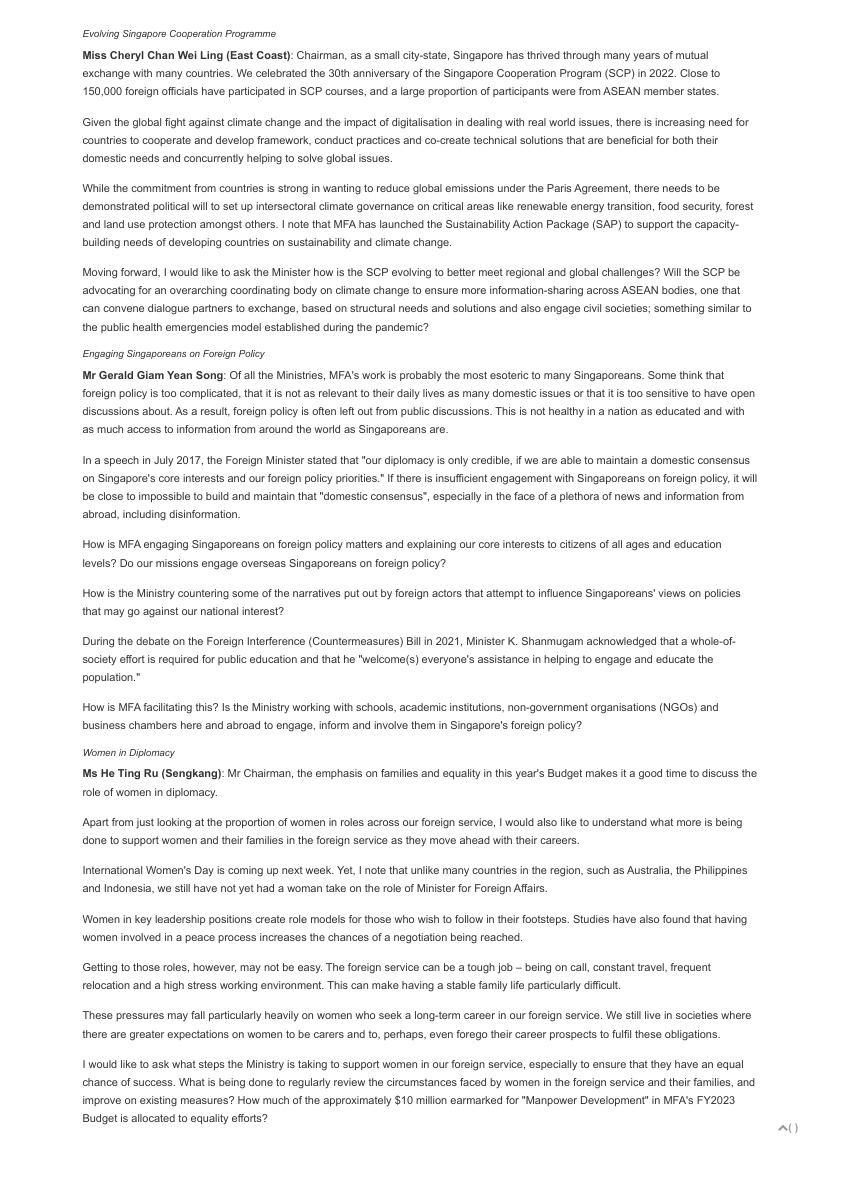 Evolving Singapore Cooperation Programme
Miss Cheryl Chan Wei Ling (East Coast): Chairman, as a small city-state, Singapore has thrived through many years of mutual
exchange with many countries. We celebrated the 30th anniversary of the Singapore Cooperation Program (SCP) in 2022. Close to
150,000 foreign officials have participated in SCP courses, and a large proportion of participants were from ASEAN member states.
Given the global fight against climate change and the impact of digitalisation in dealing with real world issues, there is increasing need for
countries to cooperate and develop framework, conduct practices and co-create technical solutions that are beneficial for both their
domestic needs and concurrently helping to solve global issues.
While the commitment from countries is strong in wanting to reduce global emissions under the Paris Agreement, there needs to be
demonstrated political will to set up intersectoral climate governance on critical areas like renewable energy transition, food security, forest
and land use protection amongst others. I note that MFA has launched the Sustainability Action Package (SAP) to support the capacity-
building needs of developing countries on sustainability and climate change.
Moving forward, I would like to ask the Minister how is the SCP evolving to better meet regional and global challenges? Will the SCP be
advocating for an overarching coordinating body on climate change to ensure more information-sharing across ASEAN bodies, one that
can convene dialogue partners to exchange, based on structural needs and solutions and also engage civil societies; something similar to
the public health emergencies model established during the pandemic?
Engaging Singaporeans on Foreign Policy
Mr Gerald Giam Yean Song: Of all the Ministries, MFA's work is probably the most esoteric to many Singaporeans. Some think that
foreign policy is too complicated, that it is not as relevant to their daily lives as many domestic issues or that it is too sensitive to have open
discussions about. As a result, foreign policy is often left out from public discussions. This is not healthy in a nation as educated and with
as much access to information from around the world as Singaporeans are.
In a speech in July 2017, the Foreign Minister stated that "our diplomacy is only credible, if we are able to maintain a domestic consensus
on Singapore's core interests and our foreign policy priorities." If there is insufficient engagement with Singaporeans on foreign policy, it will
be close to impossible to build and maintain that "domestic consensus", especially in the face of a plethora of news and information from
abroad, including disinformation.
How is MFA engaging Singaporeans on foreign policy matters and explaining our core interests to citizens of all ages and education
levels? Do our missions engage overseas Singaporeans on foreign policy?
How is the Ministry countering some of the narratives put out by foreign actors that attempt to influence Singaporeans' views on policies
that may go against our national interest?
During the debate on the Foreign Interference (Countermeasures) Bill in 2021, Minister K. Shanmugam acknowledged that a whole-of-
society effort is required for public education and that he "welcome(s) everyone's assistance in helping to engage and educate the
population."
How is MFA facilitating this? Is the Ministry working with schools, academic institutions, non-government organisations (NGOs) and
business chambers here and abroad to engage, inform and involve them in Singapore's foreign policy?
Women in Diplomacy
Ms He Ting Ru (Sengkang): Mr Chairman, the emphasis on families and equality in this year's Budget makes it a good time to discuss the
role of women in diplomacy.
Apart from just looking at the proportion of women in roles across our foreign service, I would also like to understand what more is being
done to support women and their families in the foreign service as they move ahead with their careers.
International Women's Day is coming up next week. Yet, I note that unlike many countries in the region, such as Australia, the Philippines
and Indonesia, we still have not yet had a woman take on the role of Minister for Foreign Affairs.
Women in key leadership positions create role models for those who wish to follow in their footsteps. Studies have also found that having
women involved in a peace process increases the chances of a negotiation being reached.
Getting to those roles, however, may not be easy. The foreign service can be a tough job – being on call, constant travel, frequent
relocation and a high stress working environment. This can make having a stable family life particularly difficult.
These pressures may fall particularly heavily on women who seek a long-term career in our foreign service. We still live in societies where
there are greater expectations on women to be carers and to, perhaps, even forego their career prospects to fulfil these obligations.
I would like to ask what steps the Ministry is taking to support women in our foreign service, especially to ensure that they have an equal
chance of success. What is being done to regularly review the circumstances faced by women in the foreign service and their families, and
improve on existing measures? How much of the approximately $10 million earmarked for "Manpower Development" in MFA's FY2023
Budget is allocated to equality efforts?
( )